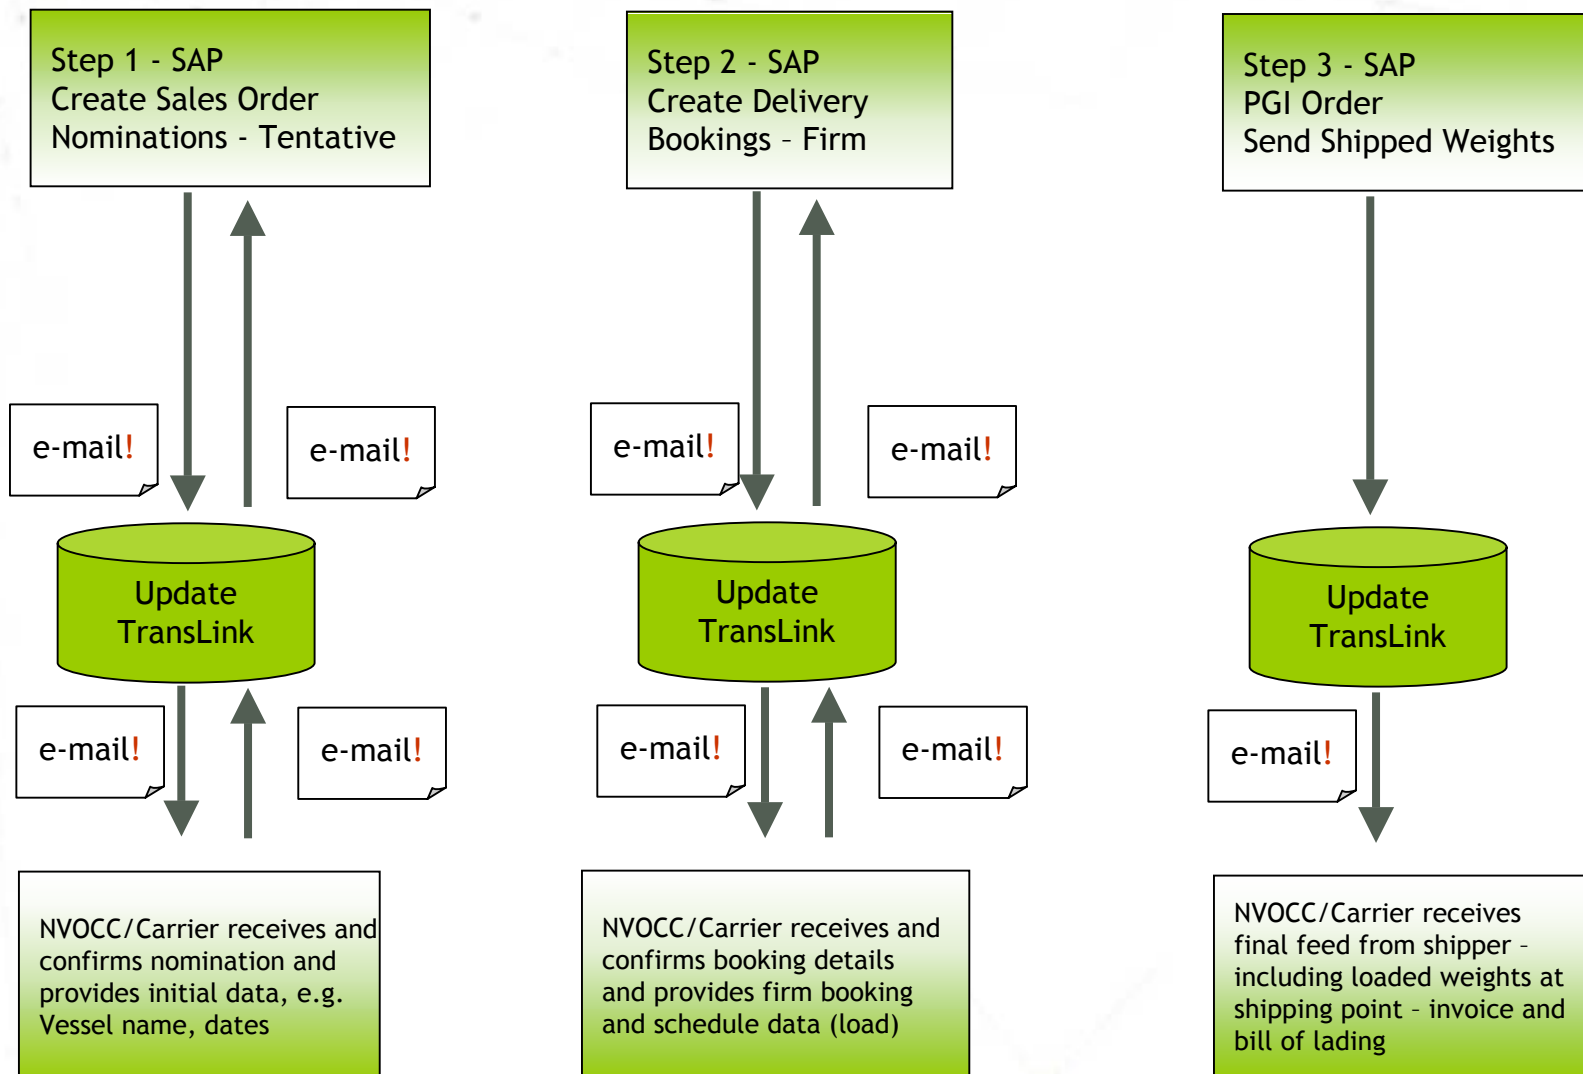 Step 1 - SAP
Create Sales Order
Nominations - Tentative
Step 2 - SAP
Create Delivery
Bookings – Firm
Step 3 - SAP
PGI Order
Send Shipped Weights
e-mail!
e-mail!
e-mail!
e-mail!
Update
TransLink
Update
TransLink
Update
TransLink
e-mail!
e-mail!
e-mail!
e-mail!
e-mail!
NVOCC/Carrier receives and
confirms nomination and
provides initial data, e.g.
Vessel name, dates
NVOCC/Carrier receives and
confirms booking details
and provides firm booking
and schedule data (load)
NVOCC/Carrier receives
final feed from shipper –
including loaded weights at
shipping point – invoice and
bill of lading